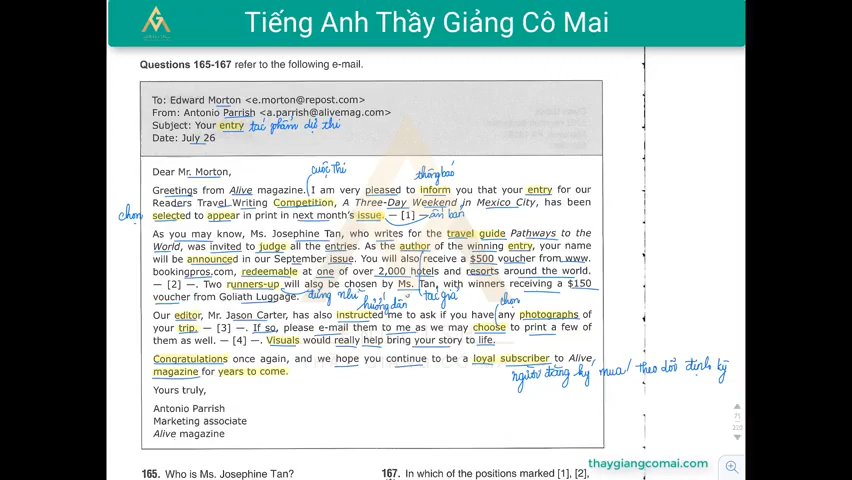 Tiếng Anh Thầy Giảng Cô Mai
Questions 165-167 refer to the following e-mail.
To: Edward Morton <e.morton@repost.com>
From: Antonio Parrish <a.parrish@alivemag.com>
Subject: Your entry tác phẩm dự thi
Date: July 26
Dear Mr. Morton,
cuộc thi
thông báo
Greetings from Alive magazine. I am very pleased to inform you that your entry for our
Readers Travel Writing Competition, A Three-Day Weekend in Mexico City, has been
chọn
selected to appear in print in next month's issue. — [1] — ấn bản
As you may know, Ms. Josephine Tan, who writes for the travel guide Pathways to the
World, was invited to judge all the entries. As the author of the winning entry, your name
will be announced in our September issue. You will also receive a $500 voucher from www.
bookingpros.com, redeemable at one of over 2,000 hotels and resorts around the world.
— [2] —. Two runners-up will also be chosen by Ms. Tan, with winners receiving a $150
voucher from Goliath Luggage.
đứng nhì
hướng dẫn
tác giả
chọn
Our editor, Mr. Jason Carter, has also instructed me to ask if you have any photographs of
your trip. — [3] —. If so, please e-mail them to me as we may choose to print a few of
them as well. — [4] —. Visuals would really help bring your story to life.
Congratulations once again, and we hope you continue to be a loyal subscriber to Alive
magazine for years to come.
người đăng ký mua/ theo dõi định kỳ
Yours truly,
Antonio Parrish
Marketing associate
Alive magazine
thaygiangcomai.com
165. Who is Ms. Josephine Tan?
167. In which of the positions marked [1], [2],